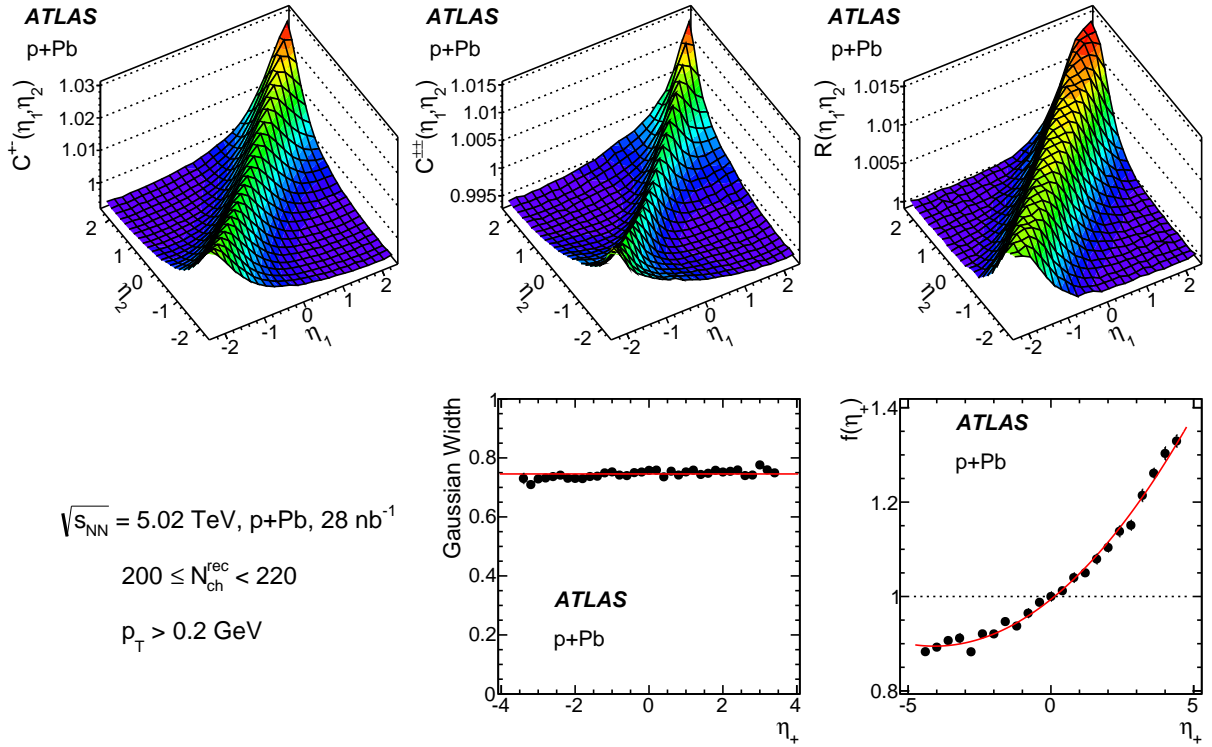 ATLAS
p+Pb
C⁺⁻(η₁,η₂)
1.03
1.02
1.01
1
2
1
0
-1
-2
η₂
-2
-1
0
1
2
η₁
ATLAS
p+Pb
C^±±(η₁,η₂)
1.015
1.01
1.005
1
0.995
2
1
0
-1
-2
η₂
-2
-1
0
1
2
η₁
ATLAS
p+Pb
R(η₁,η₂)
1.015
1.01
1.005
1
2
1
0
-1
-2
η₂
-2
-1
0
1
2
η₁
√s_NN = 5.02 TeV, p+Pb, 28 nb⁻¹
200 ≤ N_ch^rec < 220
p_T > 0.2 GeV
Gaussian Width
1
0.8
0.6
0.4
0.2
0
ATLAS
p+Pb
-4 -2 0 2 4
η₊
f(η₊)
1.4
1.2
1
0.8
ATLAS
p+Pb
-5 0 5
η₊